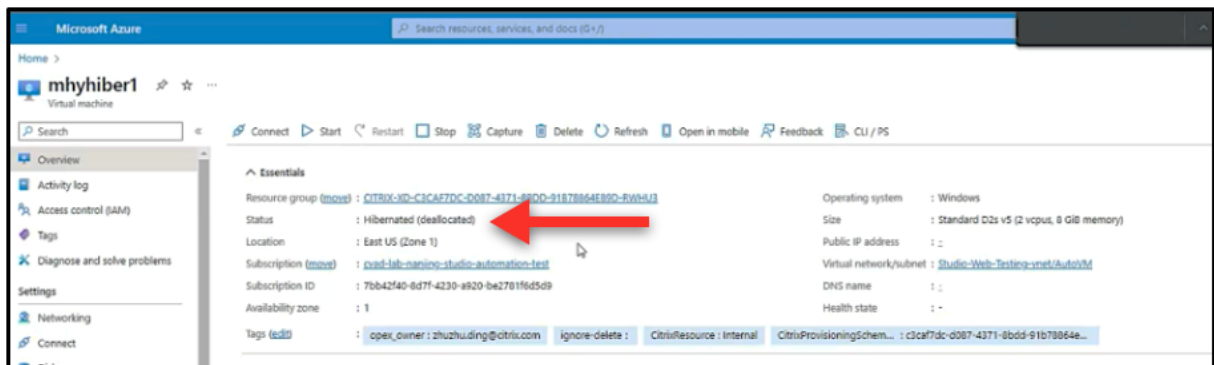 Microsoft Azure
Search resources, services, and docs (G+/)
Home >
mhyhiber1
Virtual machine
Search
Connect Start Restart Stop Capture Delete Refresh Open in mobile Feedback CLI / PS
Overview
Activity log
Access control (IAM)
Tags
Diagnose and solve problems
Settings
Networking
Connect
Essentials
Resource group (move) : CITRIX-XD-C3CAF7DC-D087-4371-8BDD-91B78864E89D-RWHU3
Status : Hibernated (deallocated)
Location : East US (Zone 1)
Subscription (move) : cvad-lab-nanjing-studio-automation-test
Subscription ID : 7bb42f40-8d7f-4230-a920-be2781f6d5d9
Availability zone : 1
Operating system : Windows
Size : Standard D2s v5 (2 vcpus, 8 GiB memory)
Public IP address : -
Virtual network/subnet : Studio-Web-Testing-vnet/AutoVM
DNS name : -
Health state : -
Tags (edit) : opex_owner : zhuzhu.ding@citrix.com ignore-delete : CitrixResource : Internal CitrixProvisioningSchem... : c3caf7dc-d087-4371-8bdd-91b78864e...